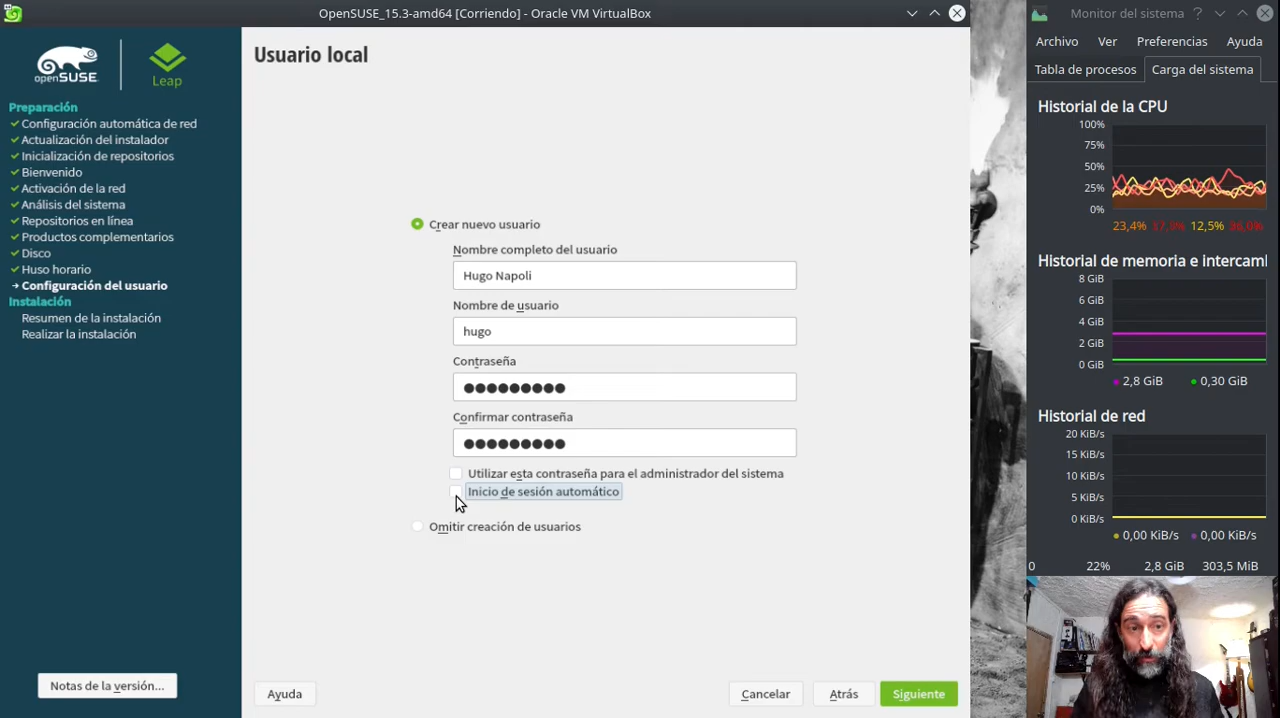 OpenSUSE_15.3-amd64 [Corriendo] - Oracle VM VirtualBox
openSUSE
Leap
Preparación
Configuración automática de red
Actualización del instalador
Inicialización de repositorios
Bienvenido
Activación de la red
Análisis del sistema
Repositorios en línea
Productos complementarios
Disco
Huso horario
Configuración del usuario
Instalación
Resumen de la instalación
Realizar la instalación
Notas de la versión...
Usuario local
Crear nuevo usuario
Nombre completo del usuario
Hugo Napoli
Nombre de usuario
hugo
Contraseña
●●●●●●●●●
Confirmar contraseña
●●●●●●●●●
Utilizar esta contraseña para el administrador del sistema
Inicio de sesión automático
Omitir creación de usuarios
Ayuda
Cancelar
Atrás
Siguiente
Monitor del sistema
Archivo Ver Preferencias Ayuda
Tabla de procesos Carga del sistema
Historial de la CPU
100%
75%
50%
25%
0%
23,4% 12,5%
Historial de memoria e intercaml
8 GiB
6 GiB
4 GiB
2 GiB
0 GiB
2,8 GiB 0,30 GiB
Historial de red
20 KiB/s
15 KiB/s
10 KiB/s
5 KiB/s
0 KiB/s
0,00 KiB/s 0,00 KiB/s
0 22% 2,8 GiB 303,5 MiB